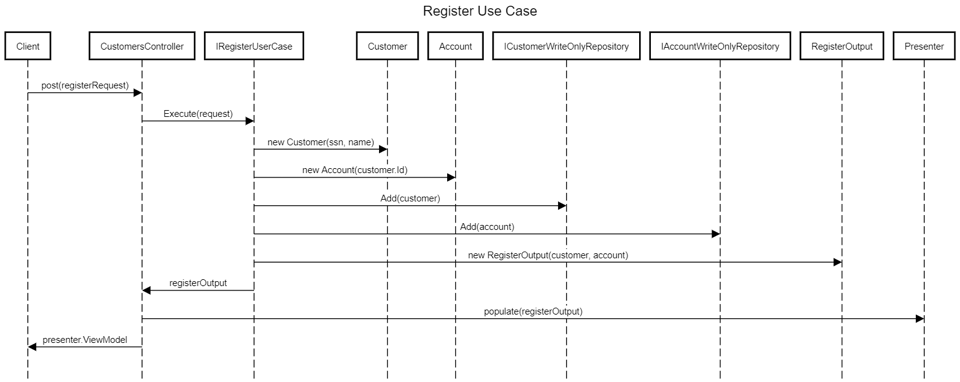 Register Use Case
Client
CustomersController
IRegisterUserCase
Customer
Account
ICustomerWriteOnlyRepository
IAccountWriteOnlyRepository
RegisterOutput
Presenter
post(registerRequest)
Execute(request)
new Customer(ssn, name)
new Account(customer.Id)
Add(customer)
Add(account)
new RegisterOutput(customer, account)
registerOutput
populate(registerOutput)
presenter.ViewModel